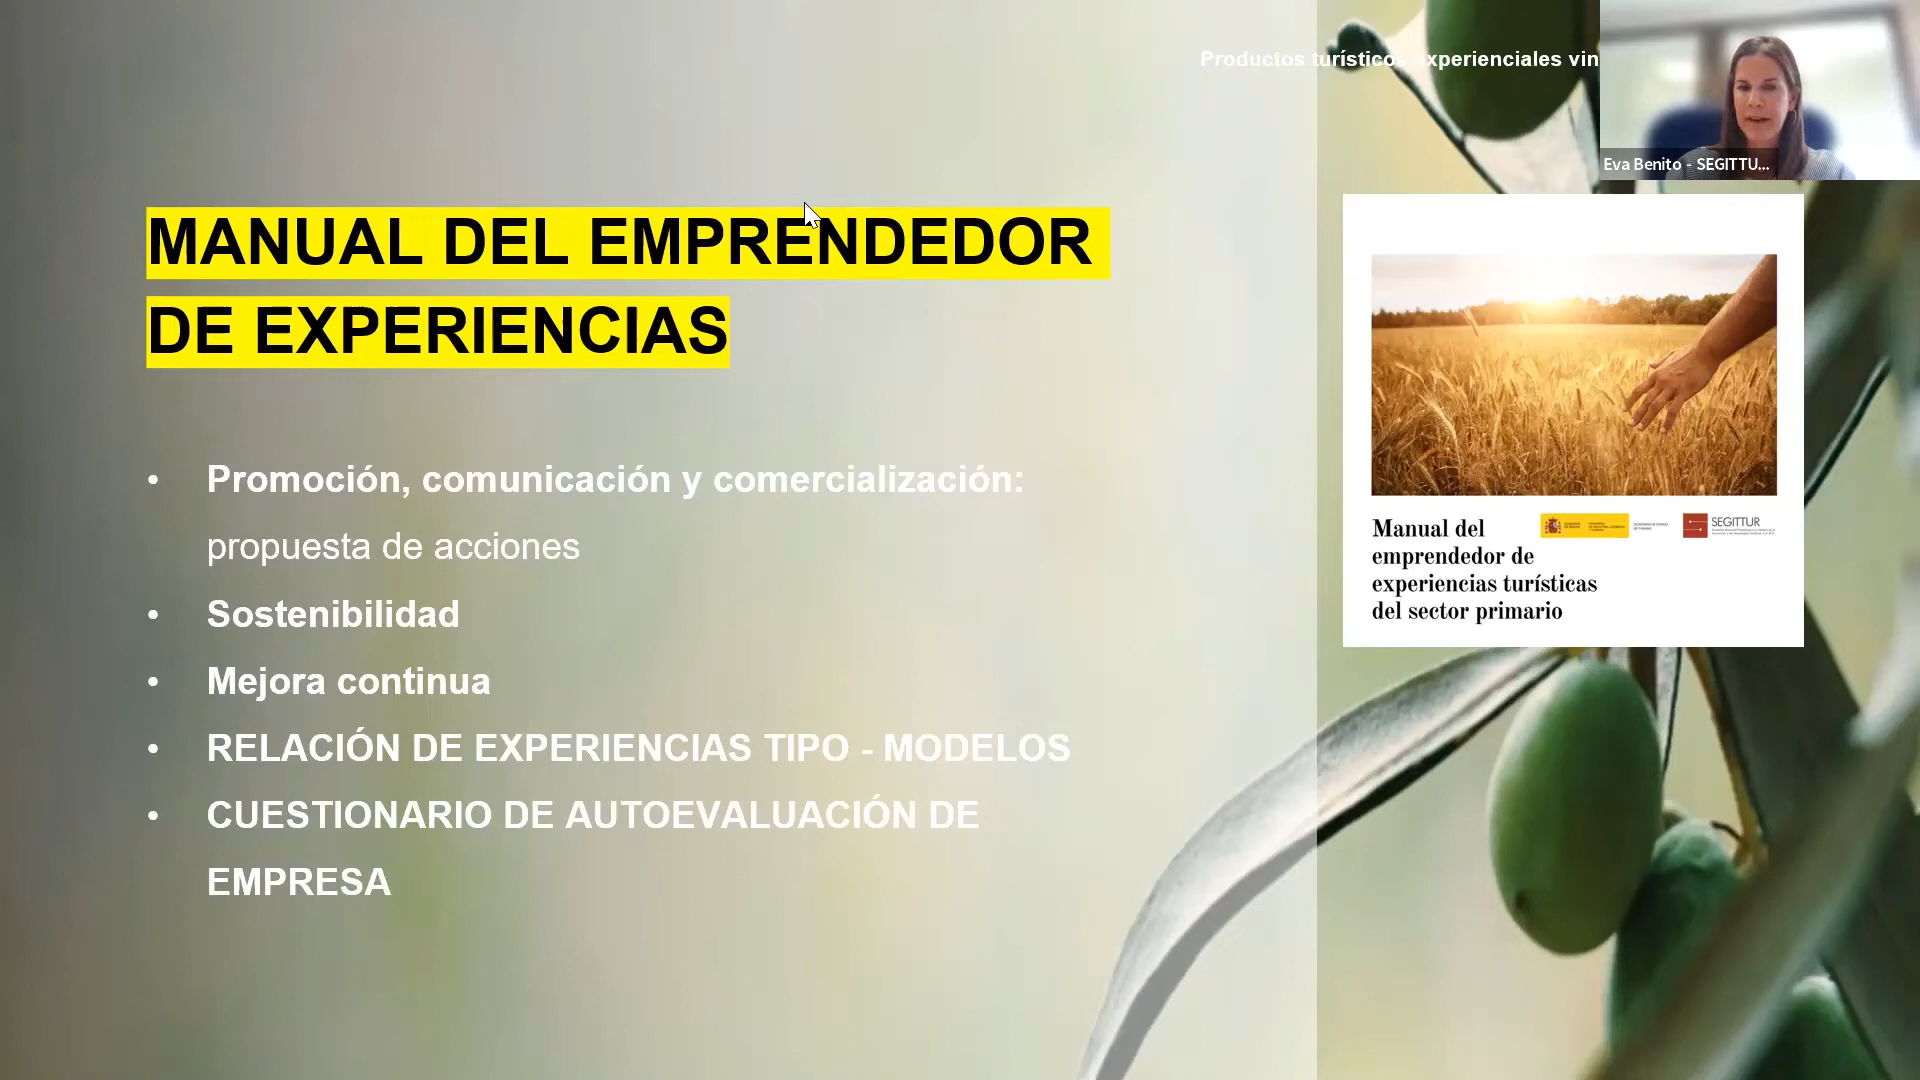 Productos turísticos experienciales vin
Eva Benito - SEGITTU...
MANUAL DEL EMPRENDEDOR
DE EXPERIENCIAS
• Promoción, comunicación y comercialización:
propuesta de acciones
• Sostenibilidad
• Mejora continua
• RELACIÓN DE EXPERIENCIAS TIPO - MODELOS
• CUESTIONARIO DE AUTOEVALUACIÓN DE
EMPRESA
Manual del
emprendedor de
experiencias turísticas
del sector primario
SEGITTUR